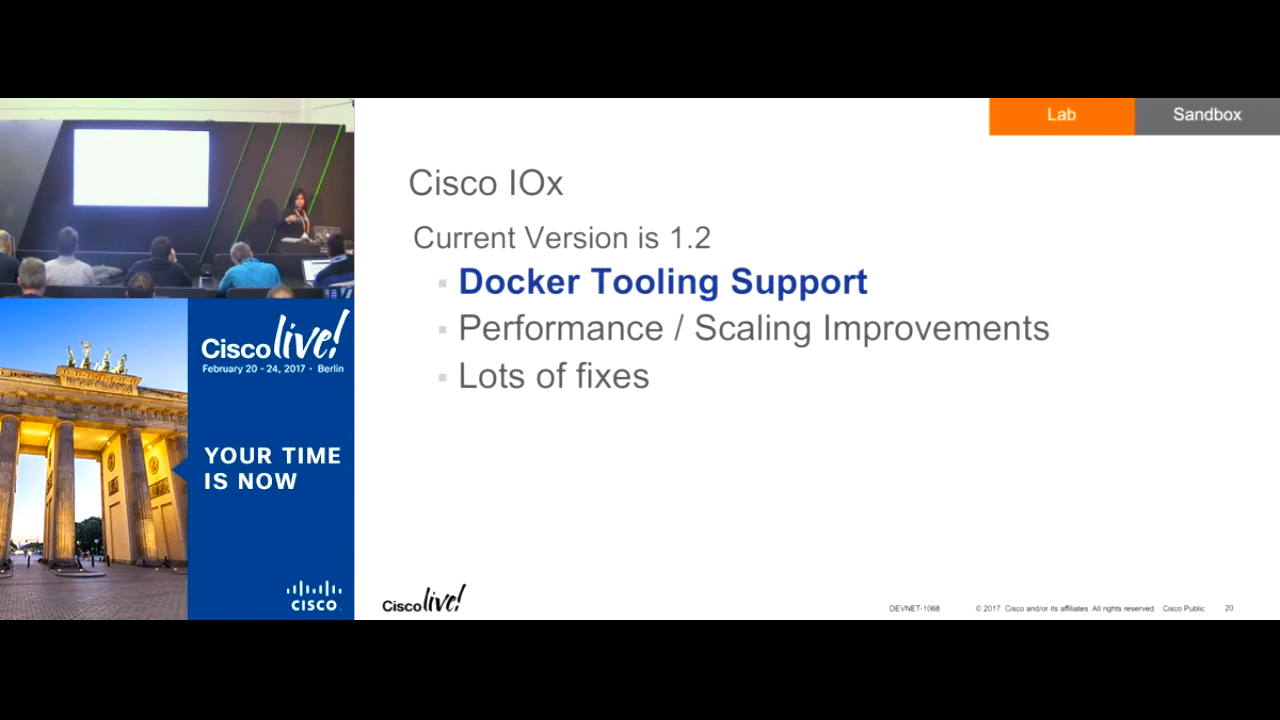 Lab
Sandbox
Cisco IOx
Current Version is 1.2
Docker Tooling Support
Performance / Scaling Improvements
Lots of fixes
Cisco live!
February 20 - 24, 2017 • Berlin
YOUR TIME
IS NOW
CISCO
Cisco live!
DEVNET-1068
© 2017 Cisco and/or its affiliates. All rights reserved. Cisco Public
20